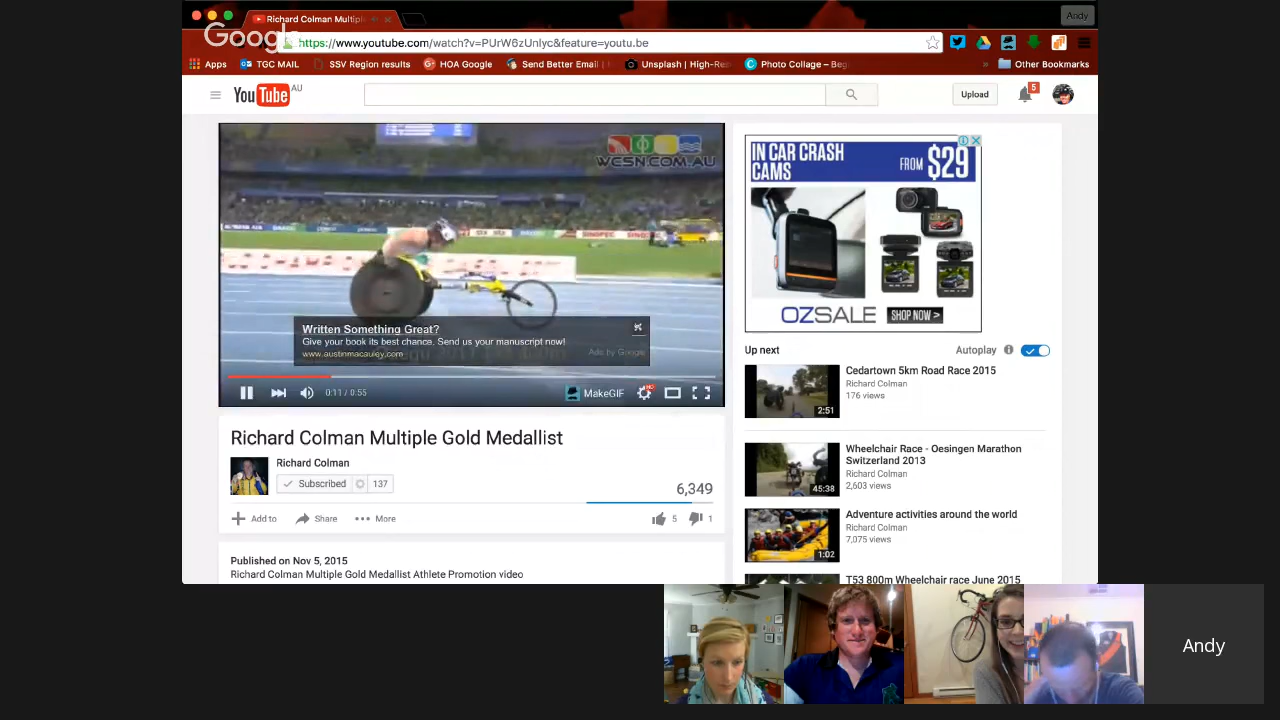 Richard Colman Multiple
Andy
Google
https://www.youtube.com/watch?v=PUrW6zUnlyc&feature=youtu.be
Apps
TGC MAIL
SSV Region results
HOA Google
Send Better Email
Unsplash | High-Res
Photo Collage – Beg
»
Other Bookmarks
YouTube AU
Upload
5
WCSN.COM.AU
SINOPEC
Written Something Great?
Give your book its best chance. Send us your manuscript now!
www.austinmacauley.com
Ads by Google
0:11 / 0:55
MakeGIF
HD
Richard Colman Multiple Gold Medallist
Richard Colman
Subscribed
137
6,349
Add to
Share
More
5
1
Published on Nov 5, 2015
Richard Colman Multiple Gold Medallist Athlete Promotion video
IN CAR CRASH
CAMS
FROM $29
OZSALE
SHOP NOW >
Up next
Autoplay
Cedartown 5km Road Race 2015
Richard Colman
176 views
2:51
Wheelchair Race - Oesingen Marathon
Switzerland 2013
Richard Colman
2,603 views
45:38
Adventure activities around the world
Richard Colman
7,075 views
1:02
T53 800m Wheelchair race June 2015
Andy